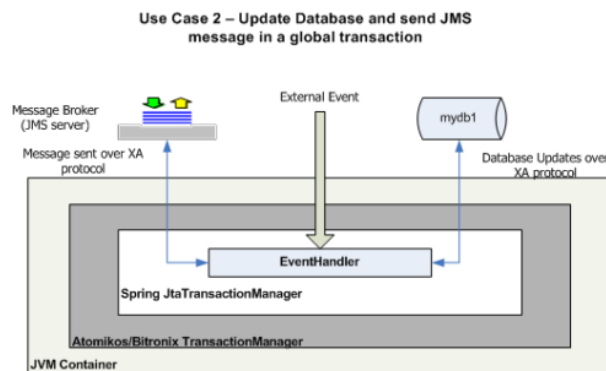 Use Case 2 – Update Database and send JMS
message in a global transaction
Message Broker
(JMS server)
External Event
mydb1
Message sent over XA
protocol
Database Updates over
XA protocol
EventHandler
Spring JtaTransactionManager
Atomikos/Bitronix TransactionManager
JVM Container